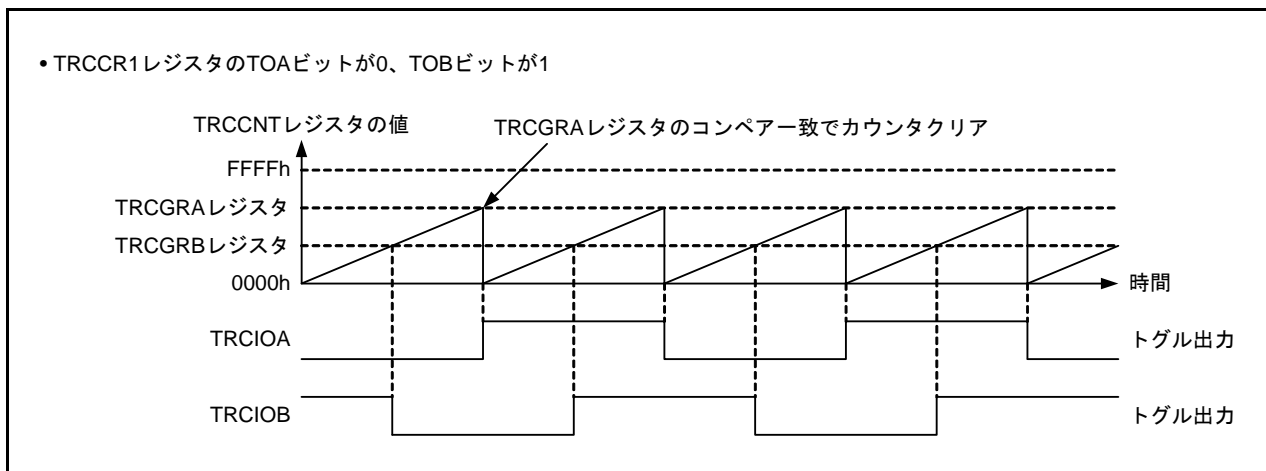 • TRCCR1レジスタのTOAビットが0、TOBビットが1
TRCCNTレジスタの値
TRCGRAレジスタのコンペア一致でカウンタクリア
FFFFh
TRCGRAレジスタ
TRCGRBレジスタ
0000h
時間
TRCIOA
トグル出力
TRCIOB
トグル出力